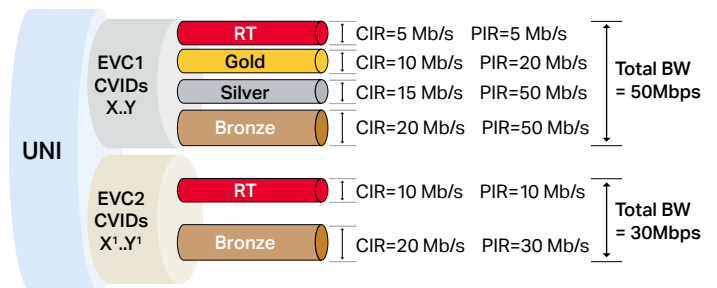 UNI
EVC1
CVIDs
X..Y
RT
CIR=5 Mb/s PIR=5 Mb/s
Gold
CIR=10 Mb/s PIR=20 Mb/s
Silver
CIR=15 Mb/s PIR=50 Mb/s
Bronze
CIR=20 Mb/s PIR=50 Mb/s
Total BW
= 50Mbps
EVC2
CVIDs
X¹..Y¹
RT
CIR=10 Mb/s PIR=10 Mb/s
Bronze
CIR=20 Mb/s PIR=30 Mb/s
Total BW
= 30Mbps